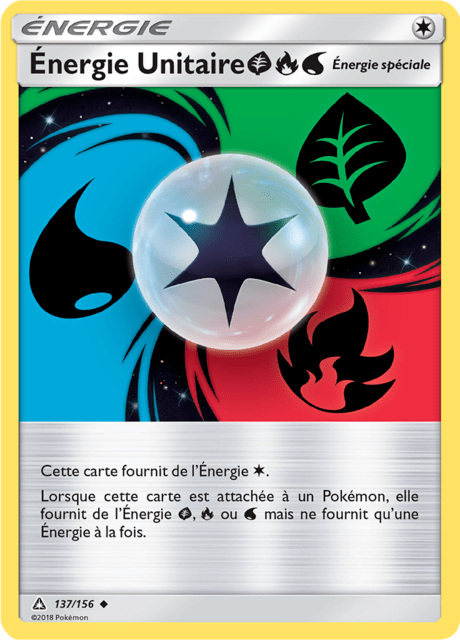 ÉNERGIE
Énergie Unitaire Énergie spéciale
Cette carte fournit de l'Énergie .
Lorsque cette carte est attachée à un Pokémon, elle
fournit de l'Énergie , ou mais ne fournit qu'une
Énergie à la fois.
137/156
©2018 Pokémon